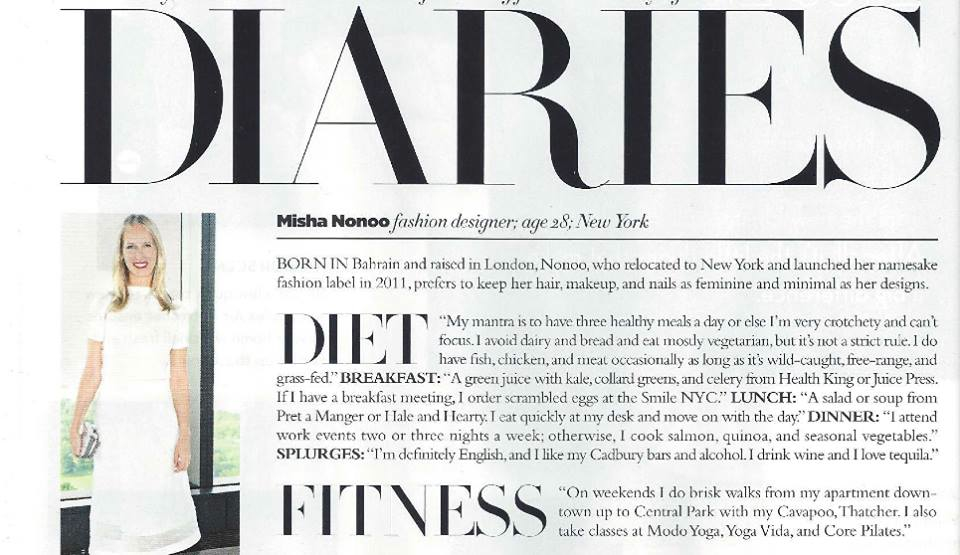 DIARIES
Misha Nonoo fashion designer; age 28; New York
BORN IN Bahrain and raised in London, Nonoo, who relocated to New York and launched her namesake
fashion label in 2011, prefers to keep her hair, makeup, and nails as feminine and minimal as her designs.
DIET "My mantra is to have three healthy meals a day or else I'm very crotchety and can't
focus. I avoid dairy and bread and eat mostly vegetarian, but it's not a strict rule. I do
have fish, chicken, and meat occasionally as long as it's wild-caught, free-range, and
grass-fed." BREAKFAST: "A green juice with kale, collard greens, and celery from Health King or Juice Press.
If I have a breakfast meeting, I order scrambled eggs at the Smile NYC." LUNCH: "A salad or soup from
Pret a Manger or Hale and Hearty. I eat quickly at my desk and move on with the day." DINNER: "I attend
work events two or three nights a week; otherwise, I cook salmon, quinoa, and seasonal vegetables."
SPLURGES: "I'm definitely English, and I like my Cadbury bars and alcohol. I drink wine and I love tequila."
FITNESS "On weekends I do brisk walks from my apartment down-
town up to Central Park with my Cavapoo, Thatcher. I also
take classes at Modo Yoga, Yoga Vida, and Core Pilates."